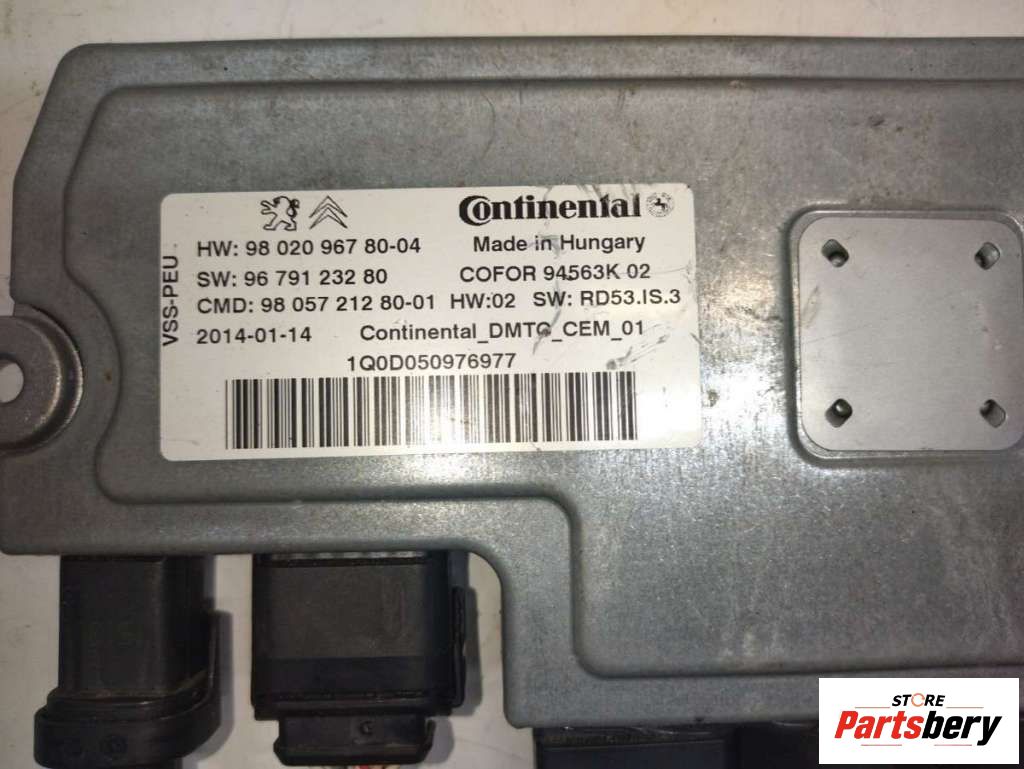 Continental
HW: 98 020 967 80-04 Made in Hungary
SW: 96 791 232 80 COFOR 94563K 02
CMD: 98 057 212 80-01 HW:02 SW: RD53.IS.3
2014-01-14 Continental_DMTC_CEM_01
1Q0D050976977
VSS-PEU
STORE
Partsbery